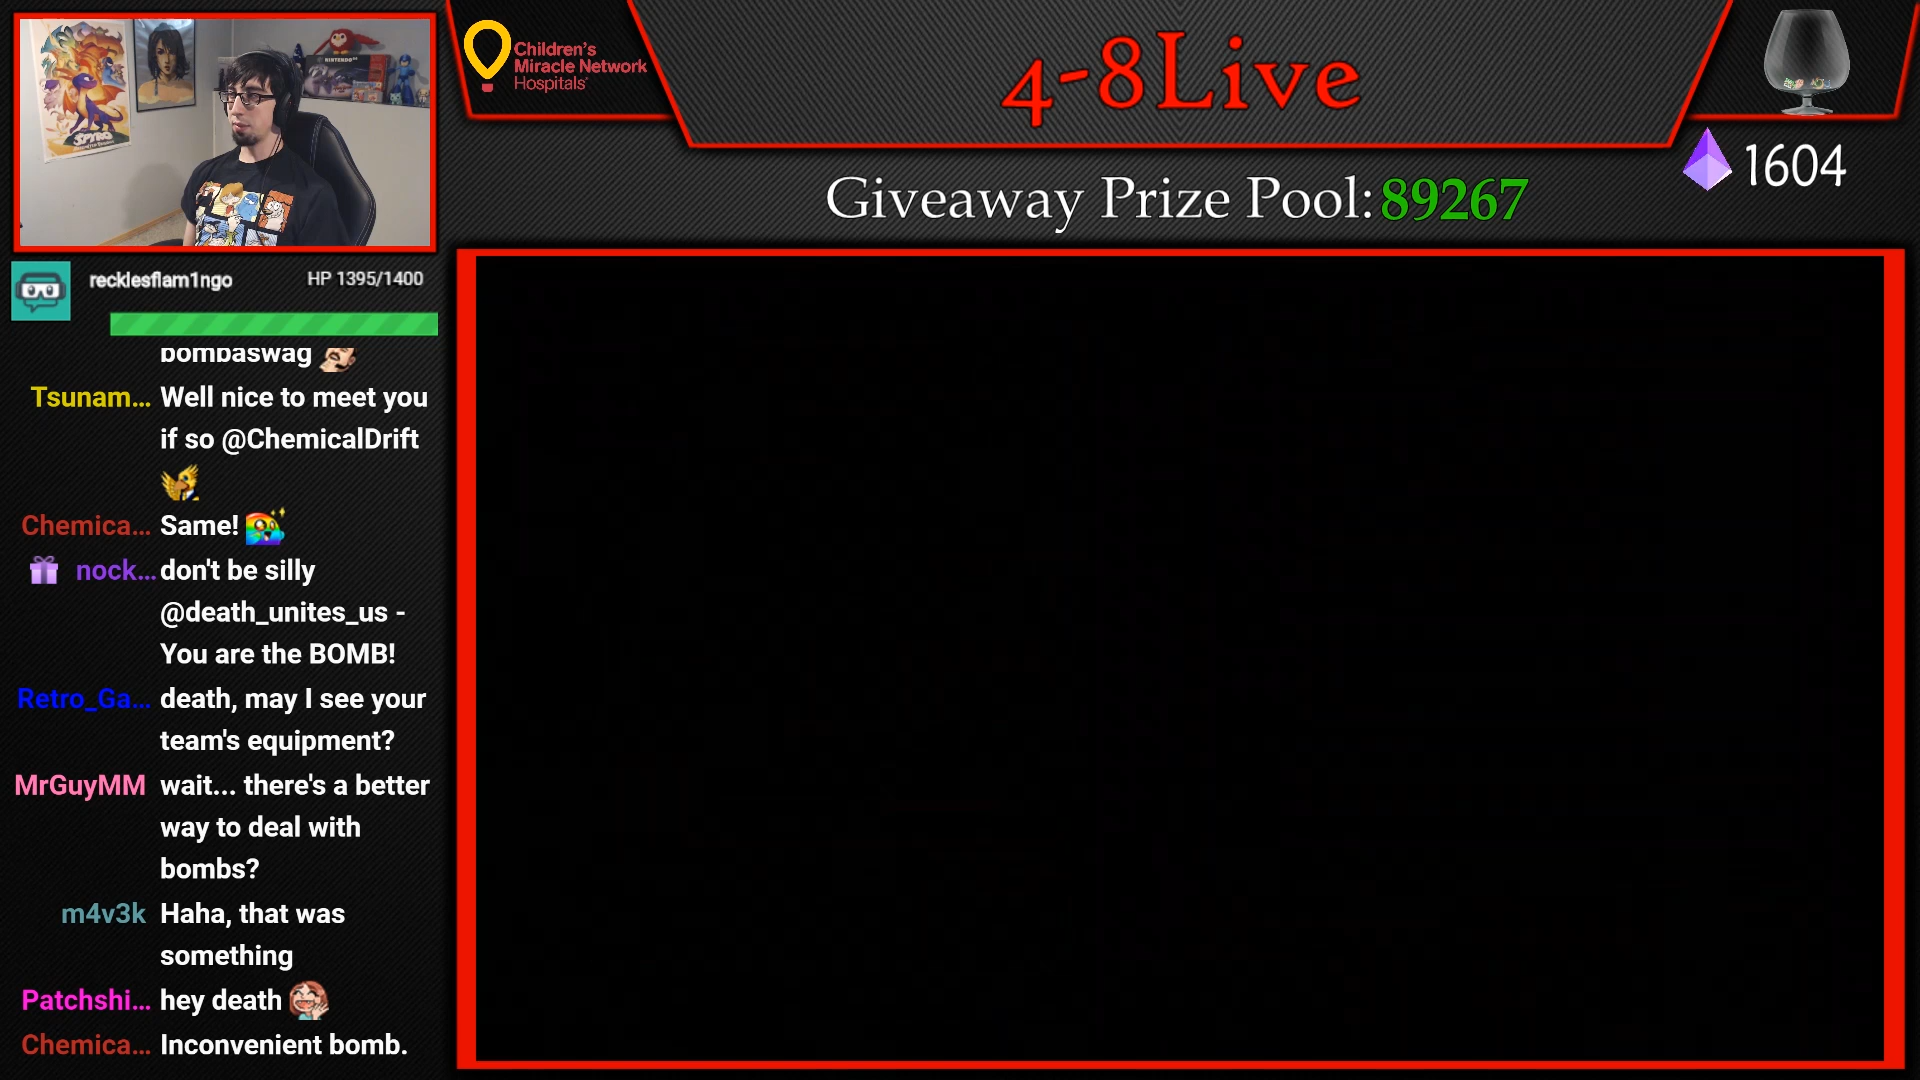 SPYRO
NINTENDO
Children's
Miracle Network
Hospitals
4-8Live
1604
Giveaway Prize Pool: 89267
recklesflam1ngo
HP 1395/1400
bombaswag
Tsunam... Well nice to meet you
if so @ChemicalDrift
Chemica... Same!
nock... don't be silly
@death_unites_us -
You are the BOMB!
Retro_Ga... death, may I see your
team's equipment?
MrGuyMM wait... there's a better
way to deal with
bombs?
m4v3k Haha, that was
something
Patchshi... hey death
Chemica... Inconvenient bomb.